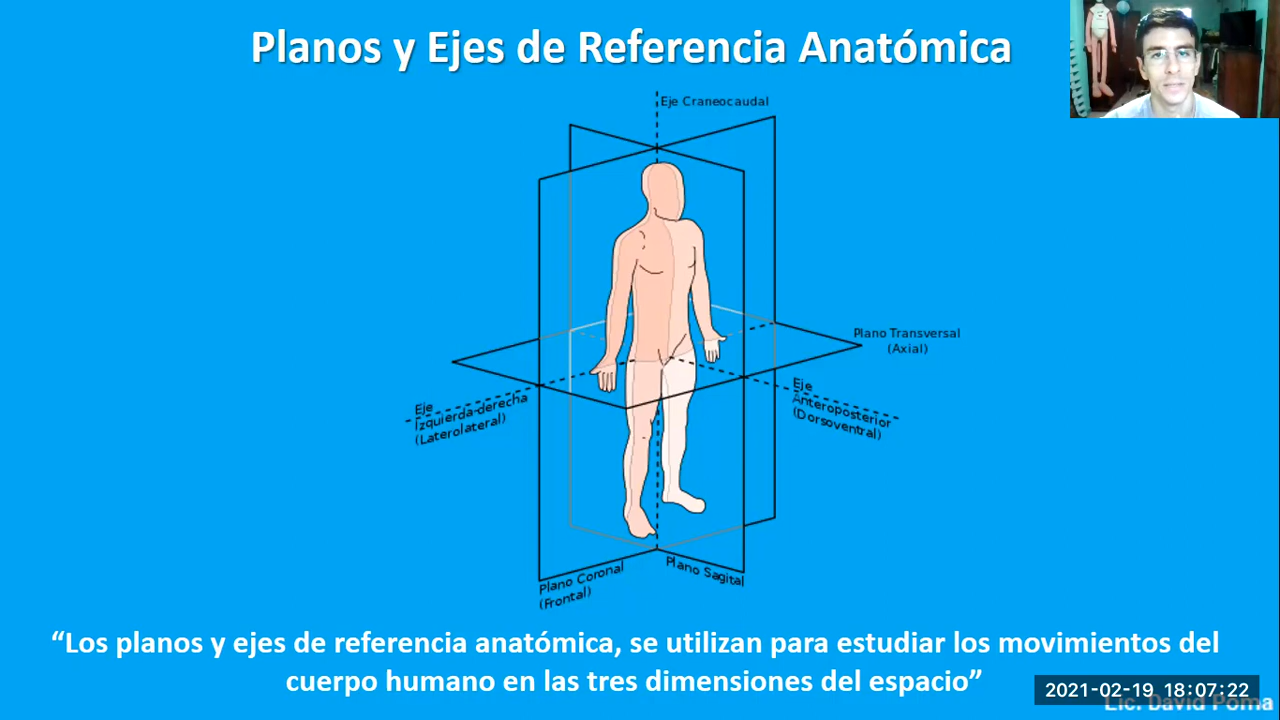 Planos y Ejes de Referencia Anatómica
Eje Craneocaudal
Plano Transversal
(Axial)
Eje
Izquierda-derecha
(Laterolateral)
Eje
Anteroposterior
(Dorsoventral)
Plano Coronal
(Frontal)
Plano Sagital
“Los planos y ejes de referencia anatómica, se utilizan para estudiar los movimientos del
cuerpo humano en las tres dimensiones del espacio”
2021-02-19 18:07:22
Lic. David Poma